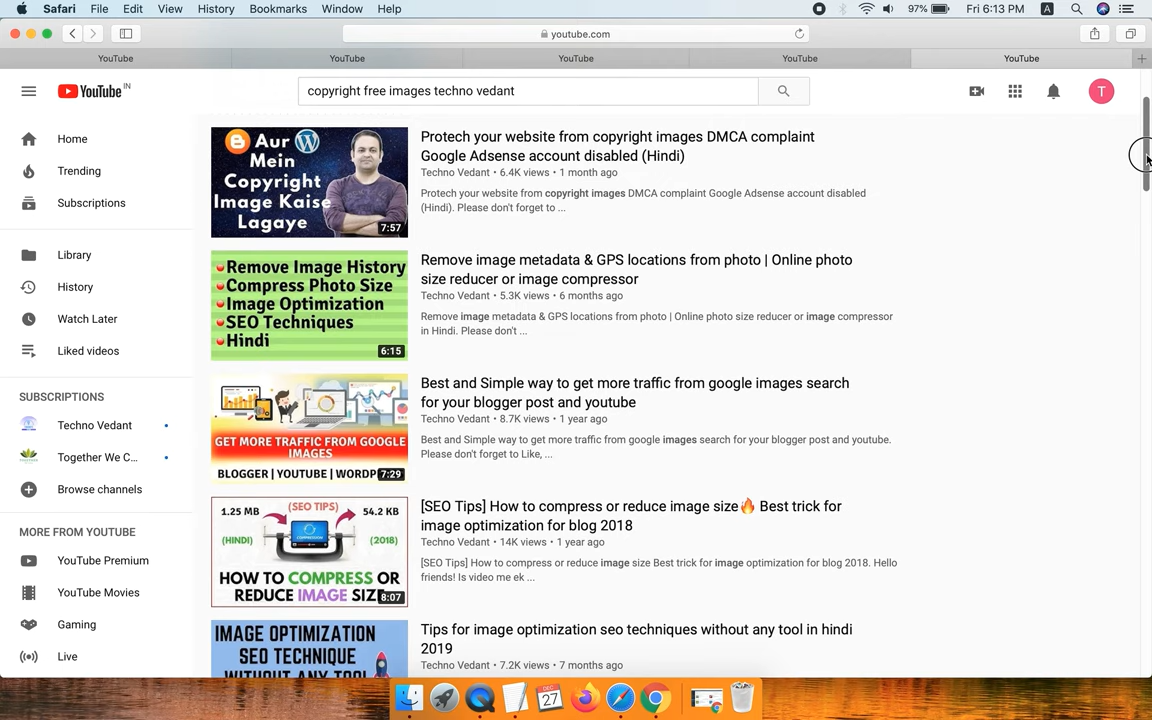 Safari File Edit View History Bookmarks Window Help 97% Fri 6:13 PM A
youtube.com
YouTube YouTube YouTube YouTube YouTube
YouTube IN copyright free images techno vedant T
Home
Trending
Subscriptions
Library
History
Watch Later
Liked videos
SUBSCRIPTIONS
Techno Vedant
Together We C...
Browse channels
MORE FROM YOUTUBE
YouTube Premium
YouTube Movies
Gaming
Live
Aur
Mein
Copyright
Image Kaise
Lagaye
7:57
Protech your website from copyright images DMCA complaint
Google Adsense account disabled (Hindi)
Techno Vedant • 6.4K views • 1 month ago
Protech your website from copyright images DMCA complaint Google Adsense account disabled
(Hindi). Please don't forget to ...
Remove Image History
Compress Photo Size
Image Optimization
SEO Techniques
Hindi
6:15
Remove image metadata & GPS locations from photo | Online photo
size reducer or image compressor
Techno Vedant • 5.3K views • 6 months ago
Remove image metadata & GPS locations from photo | Online photo size reducer or image compressor
in Hindi. Please don't ...
GET MORE TRAFFIC FROM GOOGLE
IMAGES
BLOGGER | YOUTUBE | WORDP
7:29
Best and Simple way to get more traffic from google images search
for your blogger post and youtube
Techno Vedant • 8.7K views • 1 year ago
Best and Simple way to get more traffic from google images search for your blogger post and youtube.
Please don't forget to Like, ...
1.25 MB (SEO TIPS) 54.2 KB
(HINDI) (2018)
HOW TO COMPRESS OR
REDUCE IMAGE SIZE
8:07
[SEO Tips] How to compress or reduce image size🔥 Best trick for
image optimization for blog 2018
Techno Vedant • 14K views • 1 year ago
[SEO Tips] How to compress or reduce image size Best trick for image optimization for blog 2018. Hello
friends! Is video me ek ...
IMAGE OPTIMIZATION
SEO TECHNIQUE
WITHOUT ANY TOOL
Tips for image optimization seo techniques without any tool in hindi
2019
Techno Vedant • 7.2K views • 7 months ago
DEC
27